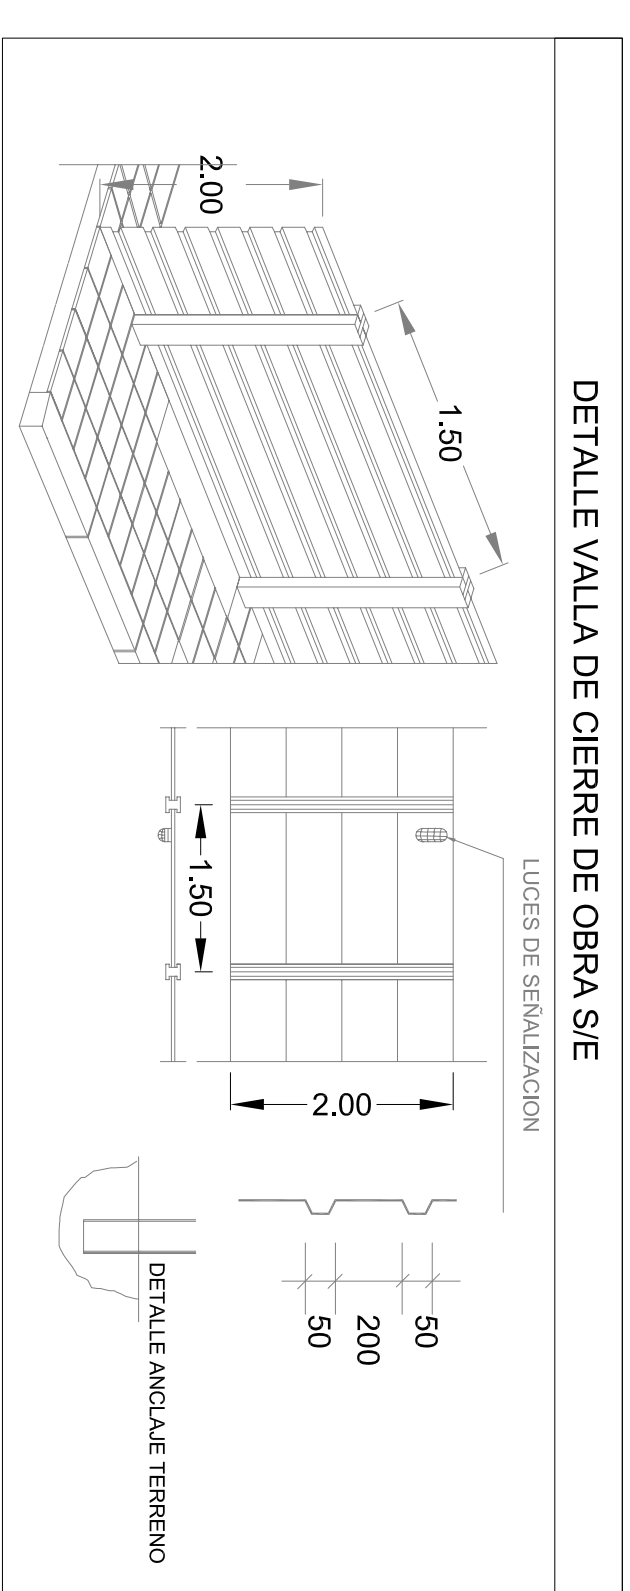 DETALLE VALLA DE CIERRE DE OBRA S/E
LUCES DE SEÑALIZACION
2.00
1.50
1.50
2.00
50
200
50
DETALLE ANCLAJE TERRENO